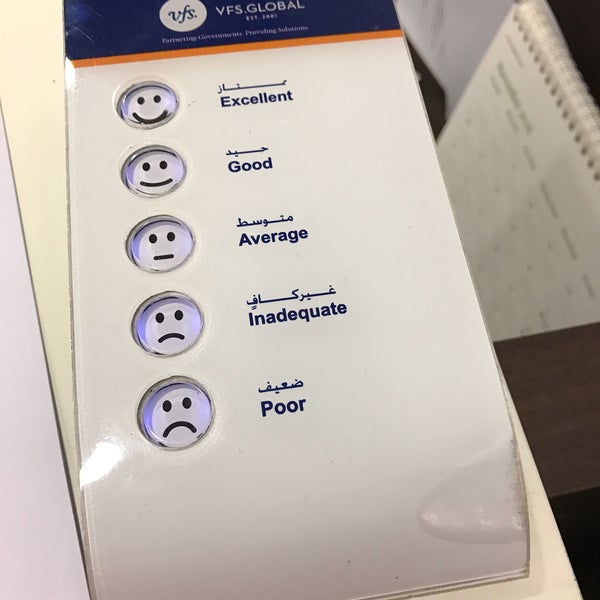 vfs.
VFS.GLOBAL
EST. 2001
Partnering Governments. Providing Solutions.
ممتاز
Excellent
جيد
Good
متوسط
Average
غير كافٍ
Inadequate
ضعيف
Poor